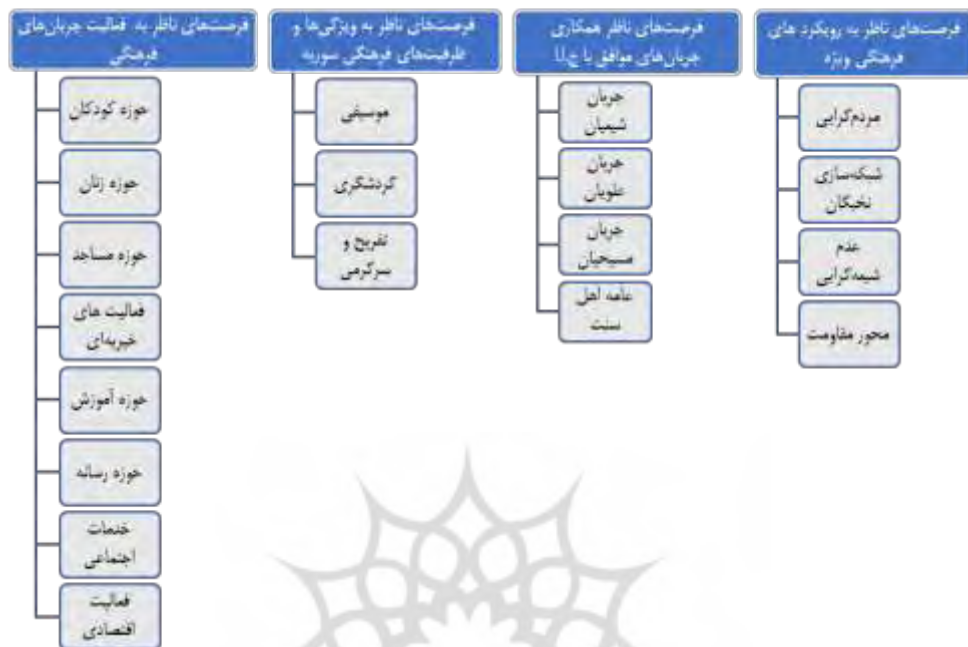 فرصت‌های ناظر به رویکرد های
فرهنگی ویژه
مردم‌گرایی
شبکه‌سازی
نخبگان
عدم
شیعه‌گرایی
محور مقاومت
فرصت‌های ناظر همکاری
جریان‌های موافق با ج.ا.ا
جریان
شیعیان
جریان
علویان
جریان
مسیحیان
عامه اهل
سنت
فرصت‌های ناظر به ویژگی‌ها و
ظرفیت‌های فرهنگی سوریه
موسیقی
گردشگری
تفریح و
سرگرمی
فرصت‌های ناظر به فعالیت جریان‌های
فرهنگی
حوزه کودکان
حوزه زنان
حوزه مساجد
فعالیت های
خیریه‌ای
حوزه آموزش
حوزه رسانه
خدمات
اجتماعی
فعالیت
اقتصادی